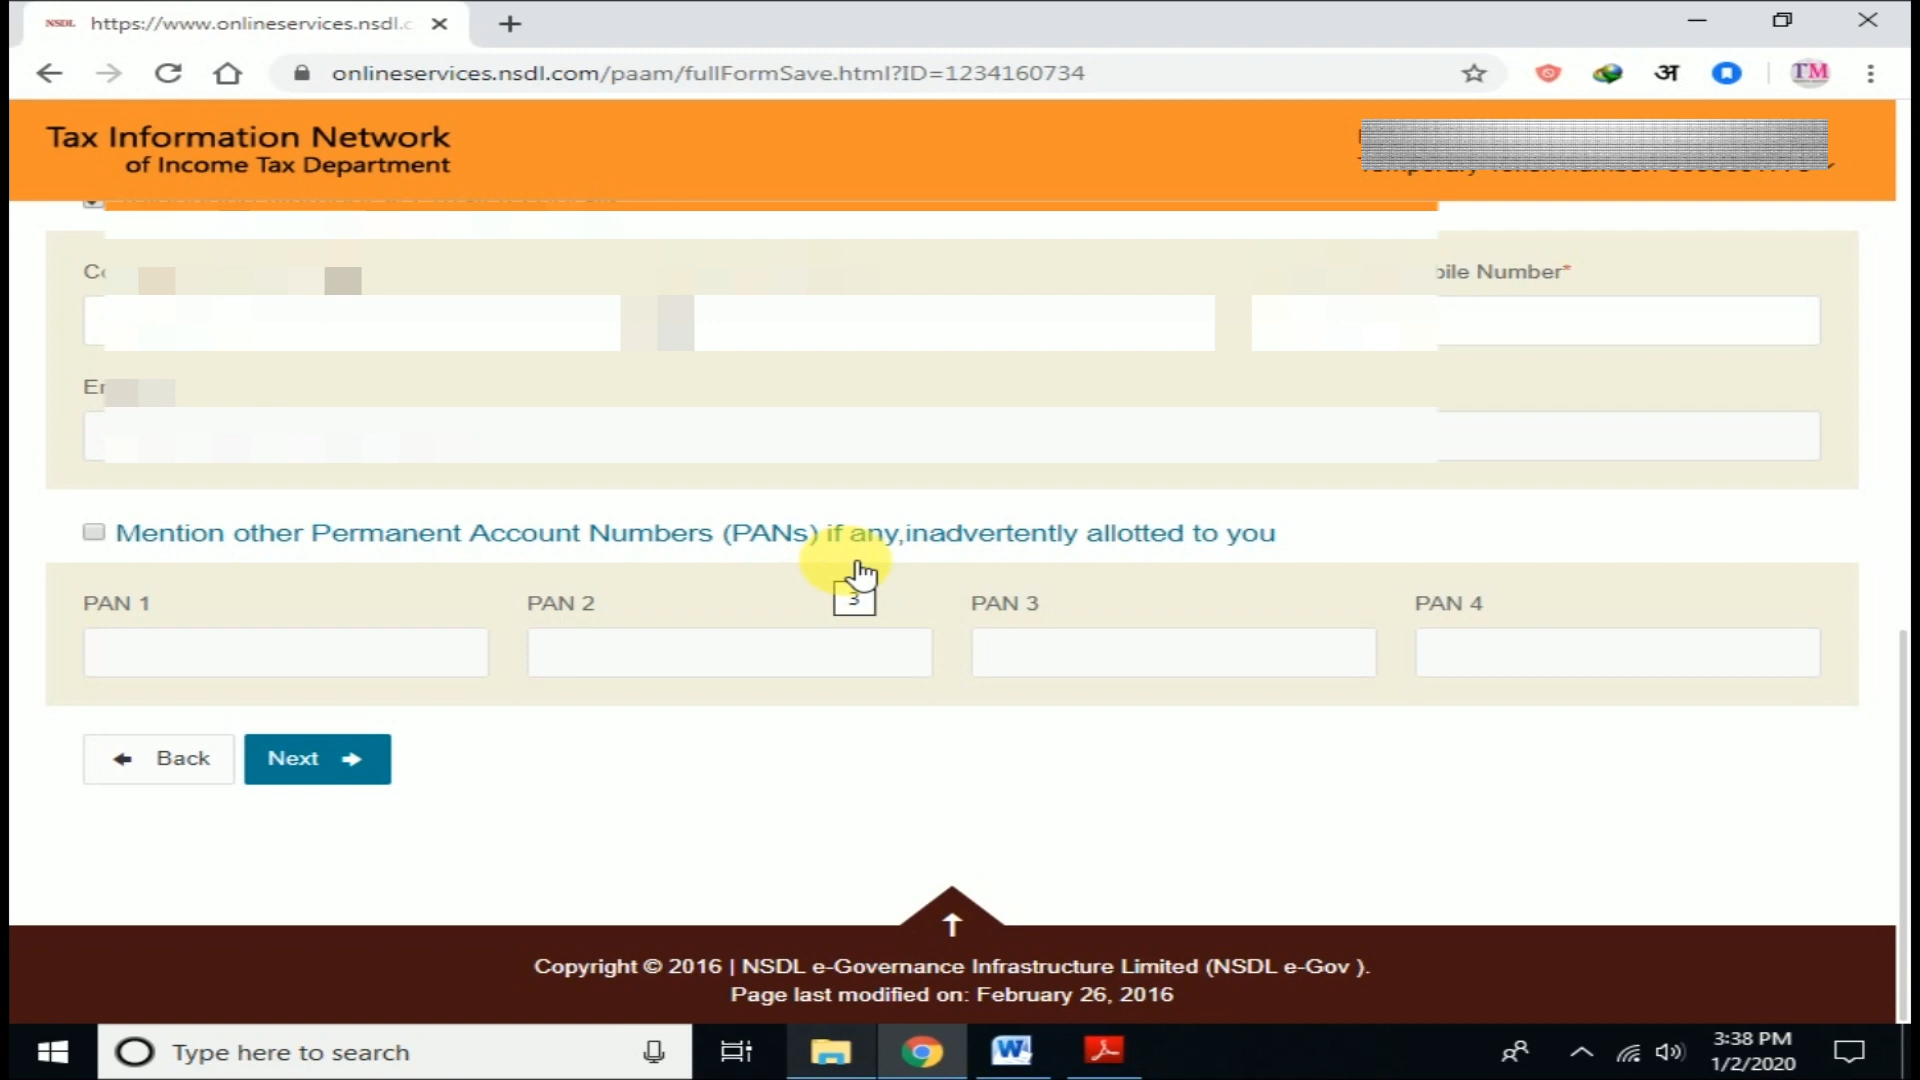 NSDL https://www.onlineservices.nsdl.c
onlineservices.nsdl.com/paam/fullFormSave.html?ID=1234160734
अ
TM
Tax Information Network
of Income Tax Department
bile Number*
Mention other Permanent Account Numbers (PANs) if any,inadvertently allotted to you
3
PAN 1 PAN 2 PAN 3 PAN 4
Back Next
Copyright © 2016 | NSDL e-Governance Infrastructure Limited (NSDL e-Gov ).
Page last modified on: February 26, 2016
Type here to search
W
3:38 PM
1/2/2020